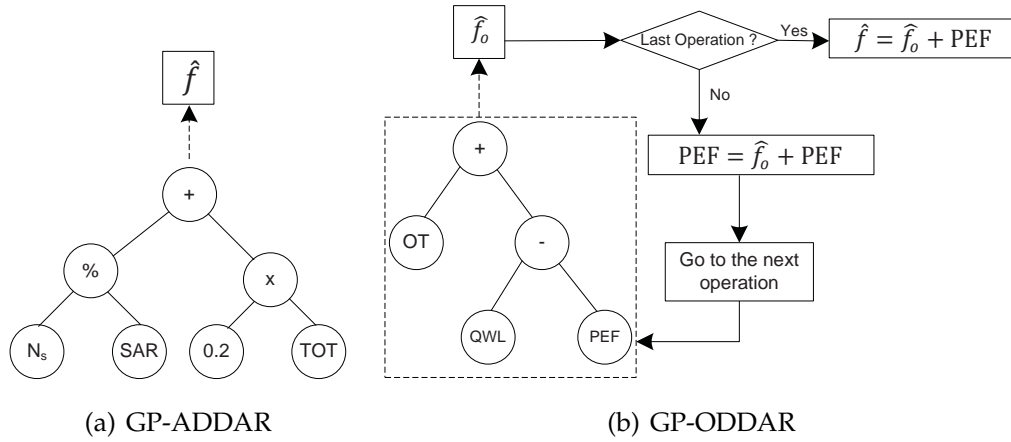 f̂
+
%
x
Nₛ
SAR
0.2
TOT
(a) GP-ADDAR
f̂ₒ
Last Operation ?
Yes
f̂ = f̂ₒ + PEF
No
PEF = f̂ₒ + PEF
Go to the next
operation
+
OT
-
QWL
PEF
(b) GP-ODDAR